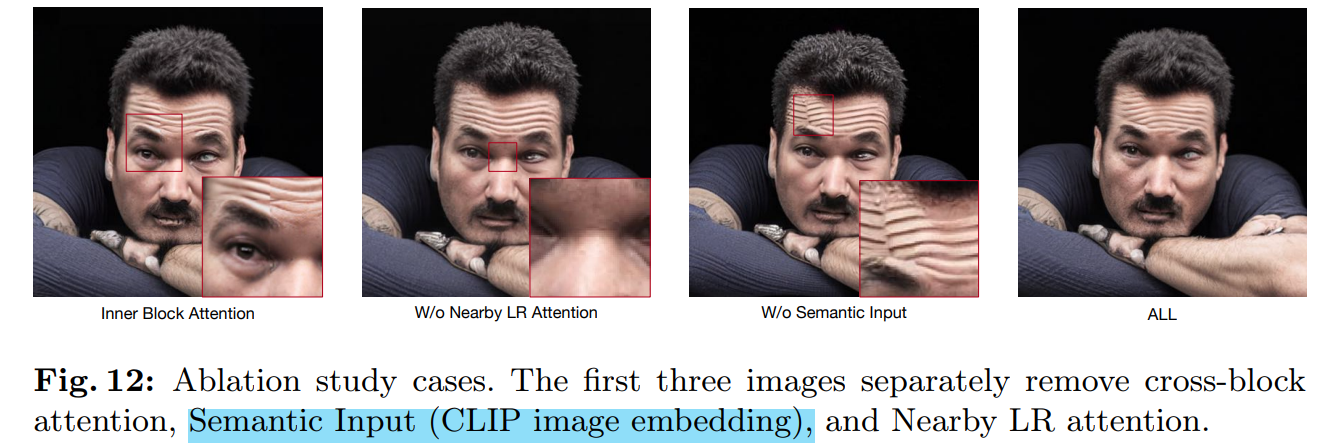 Inner Block Attention
W/o Nearby LR Attention
W/o Semantic Input
ALL
Fig. 12: Ablation study cases. The first three images separately remove cross-block
attention, Semantic Input (CLIP image embedding), and Nearby LR attention.